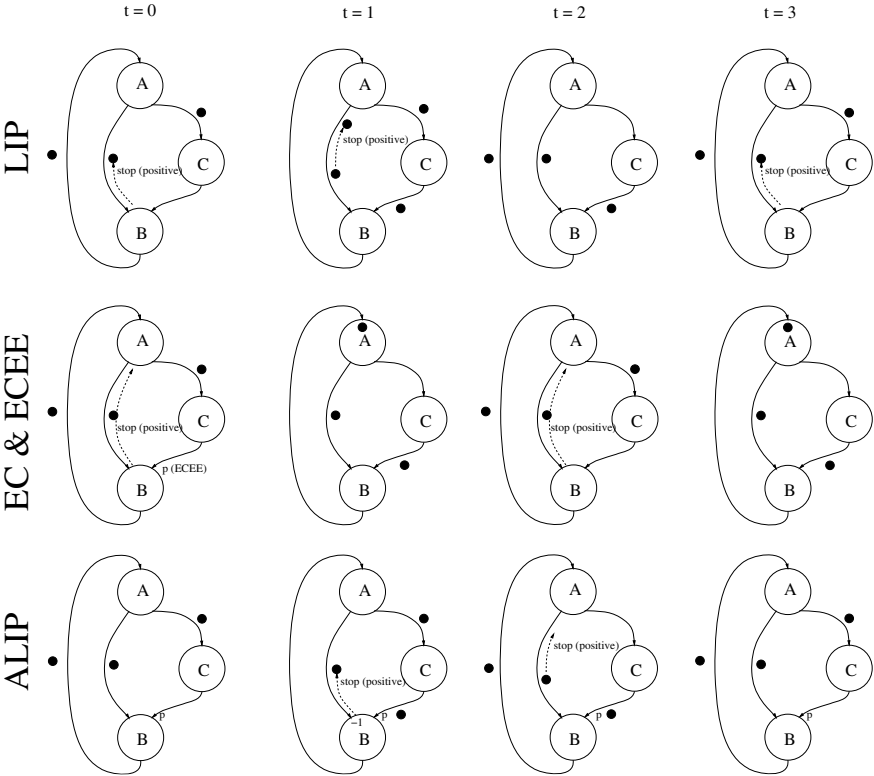 t = 0
t = 1
t = 2
t = 3
LIP
A
C
B
stop (positive)
A
C
B
stop (positive)
A
C
B
A
C
B
stop (positive)
EC & ECEE
A
C
B
stop (positive)
p (ECEE)
A
C
B
A
C
B
stop (positive)
A
C
B
ALIP
A
C
B
p
A
C
B
stop (positive)
p
−1
A
C
B
stop (positive)
p
A
C
B
p